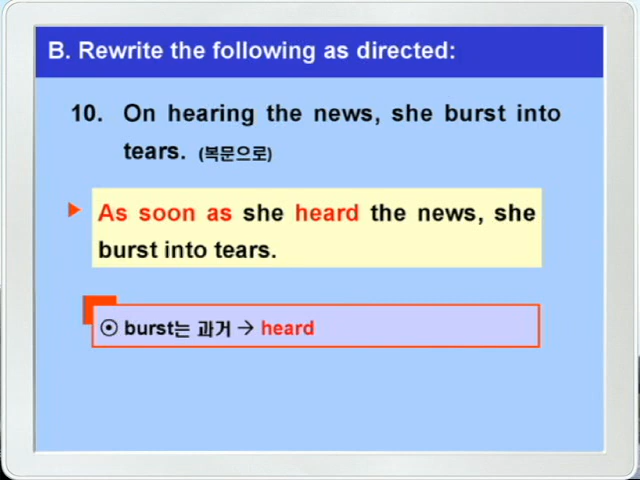 B. Rewrite the following as directed:
10. On hearing the news, she burst into
tears. (복문으로)
As soon as she heard the news, she
burst into tears.
⊙ burst는 과거 → heard